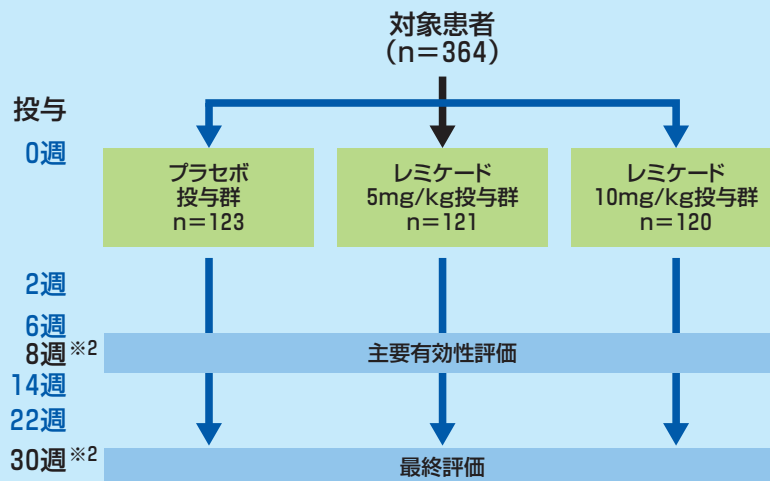 対象患者
(n=364)
投与
0週
プラセボ
投与群
n=123
レミケード
5mg/kg投与群
n=121
レミケード
10mg/kg投与群
n=120
2週
6週
8週※2
主要有効性評価
14週
22週
30週※2
最終評価